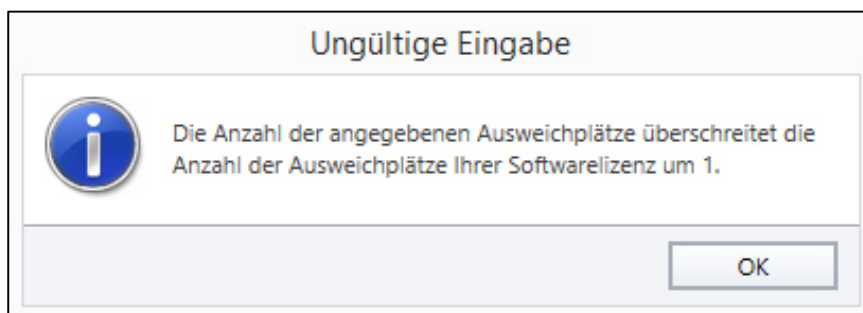 Ungültige Eingabe
Die Anzahl der angegebenen Ausweichplätze überschreitet die
Anzahl der Ausweichplätze Ihrer Softwarelizenz um 1.
OK